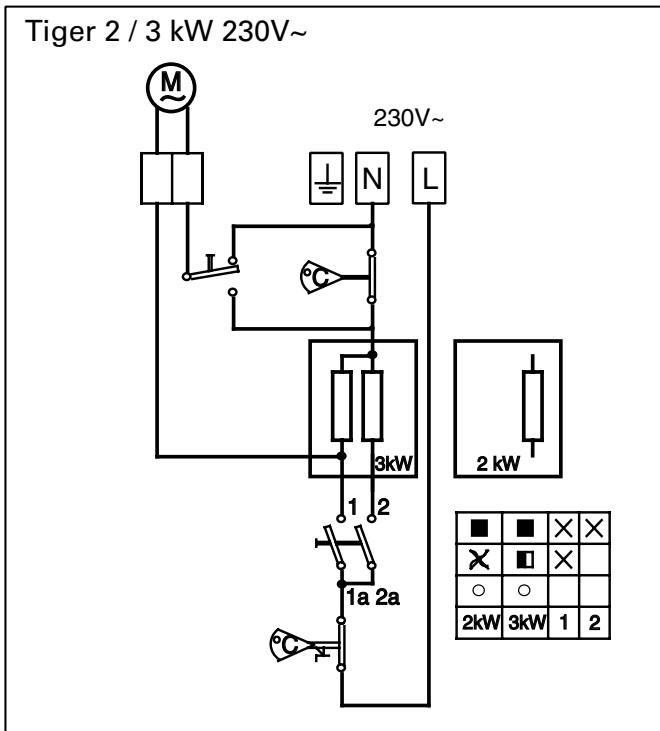 Tiger 2 / 3 kW 230V~
M
230V~
N
L
°C
3kW
2 kW
1 2
1a 2a
°C
2kW 3kW 1 2